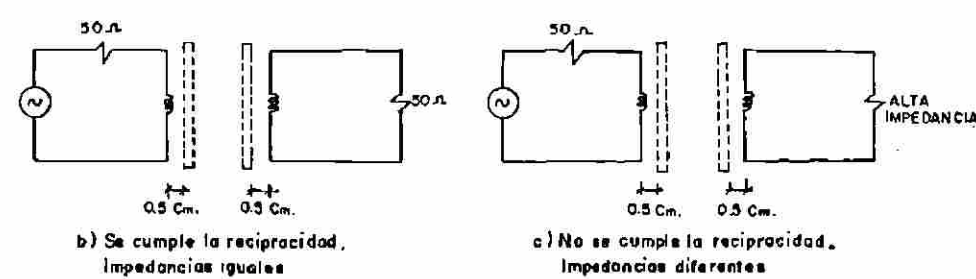 50 Ω
50 Ω
0.5 Cm. 0.5 Cm.
b) Se cumple la reciprocidad.
Impedancias iguales
50 Ω
ALTA
IMPEDANCIA
0.5 Cm. 0.5 Cm.
c) No se cumple la reciprocidad.
Impedancias diferentes